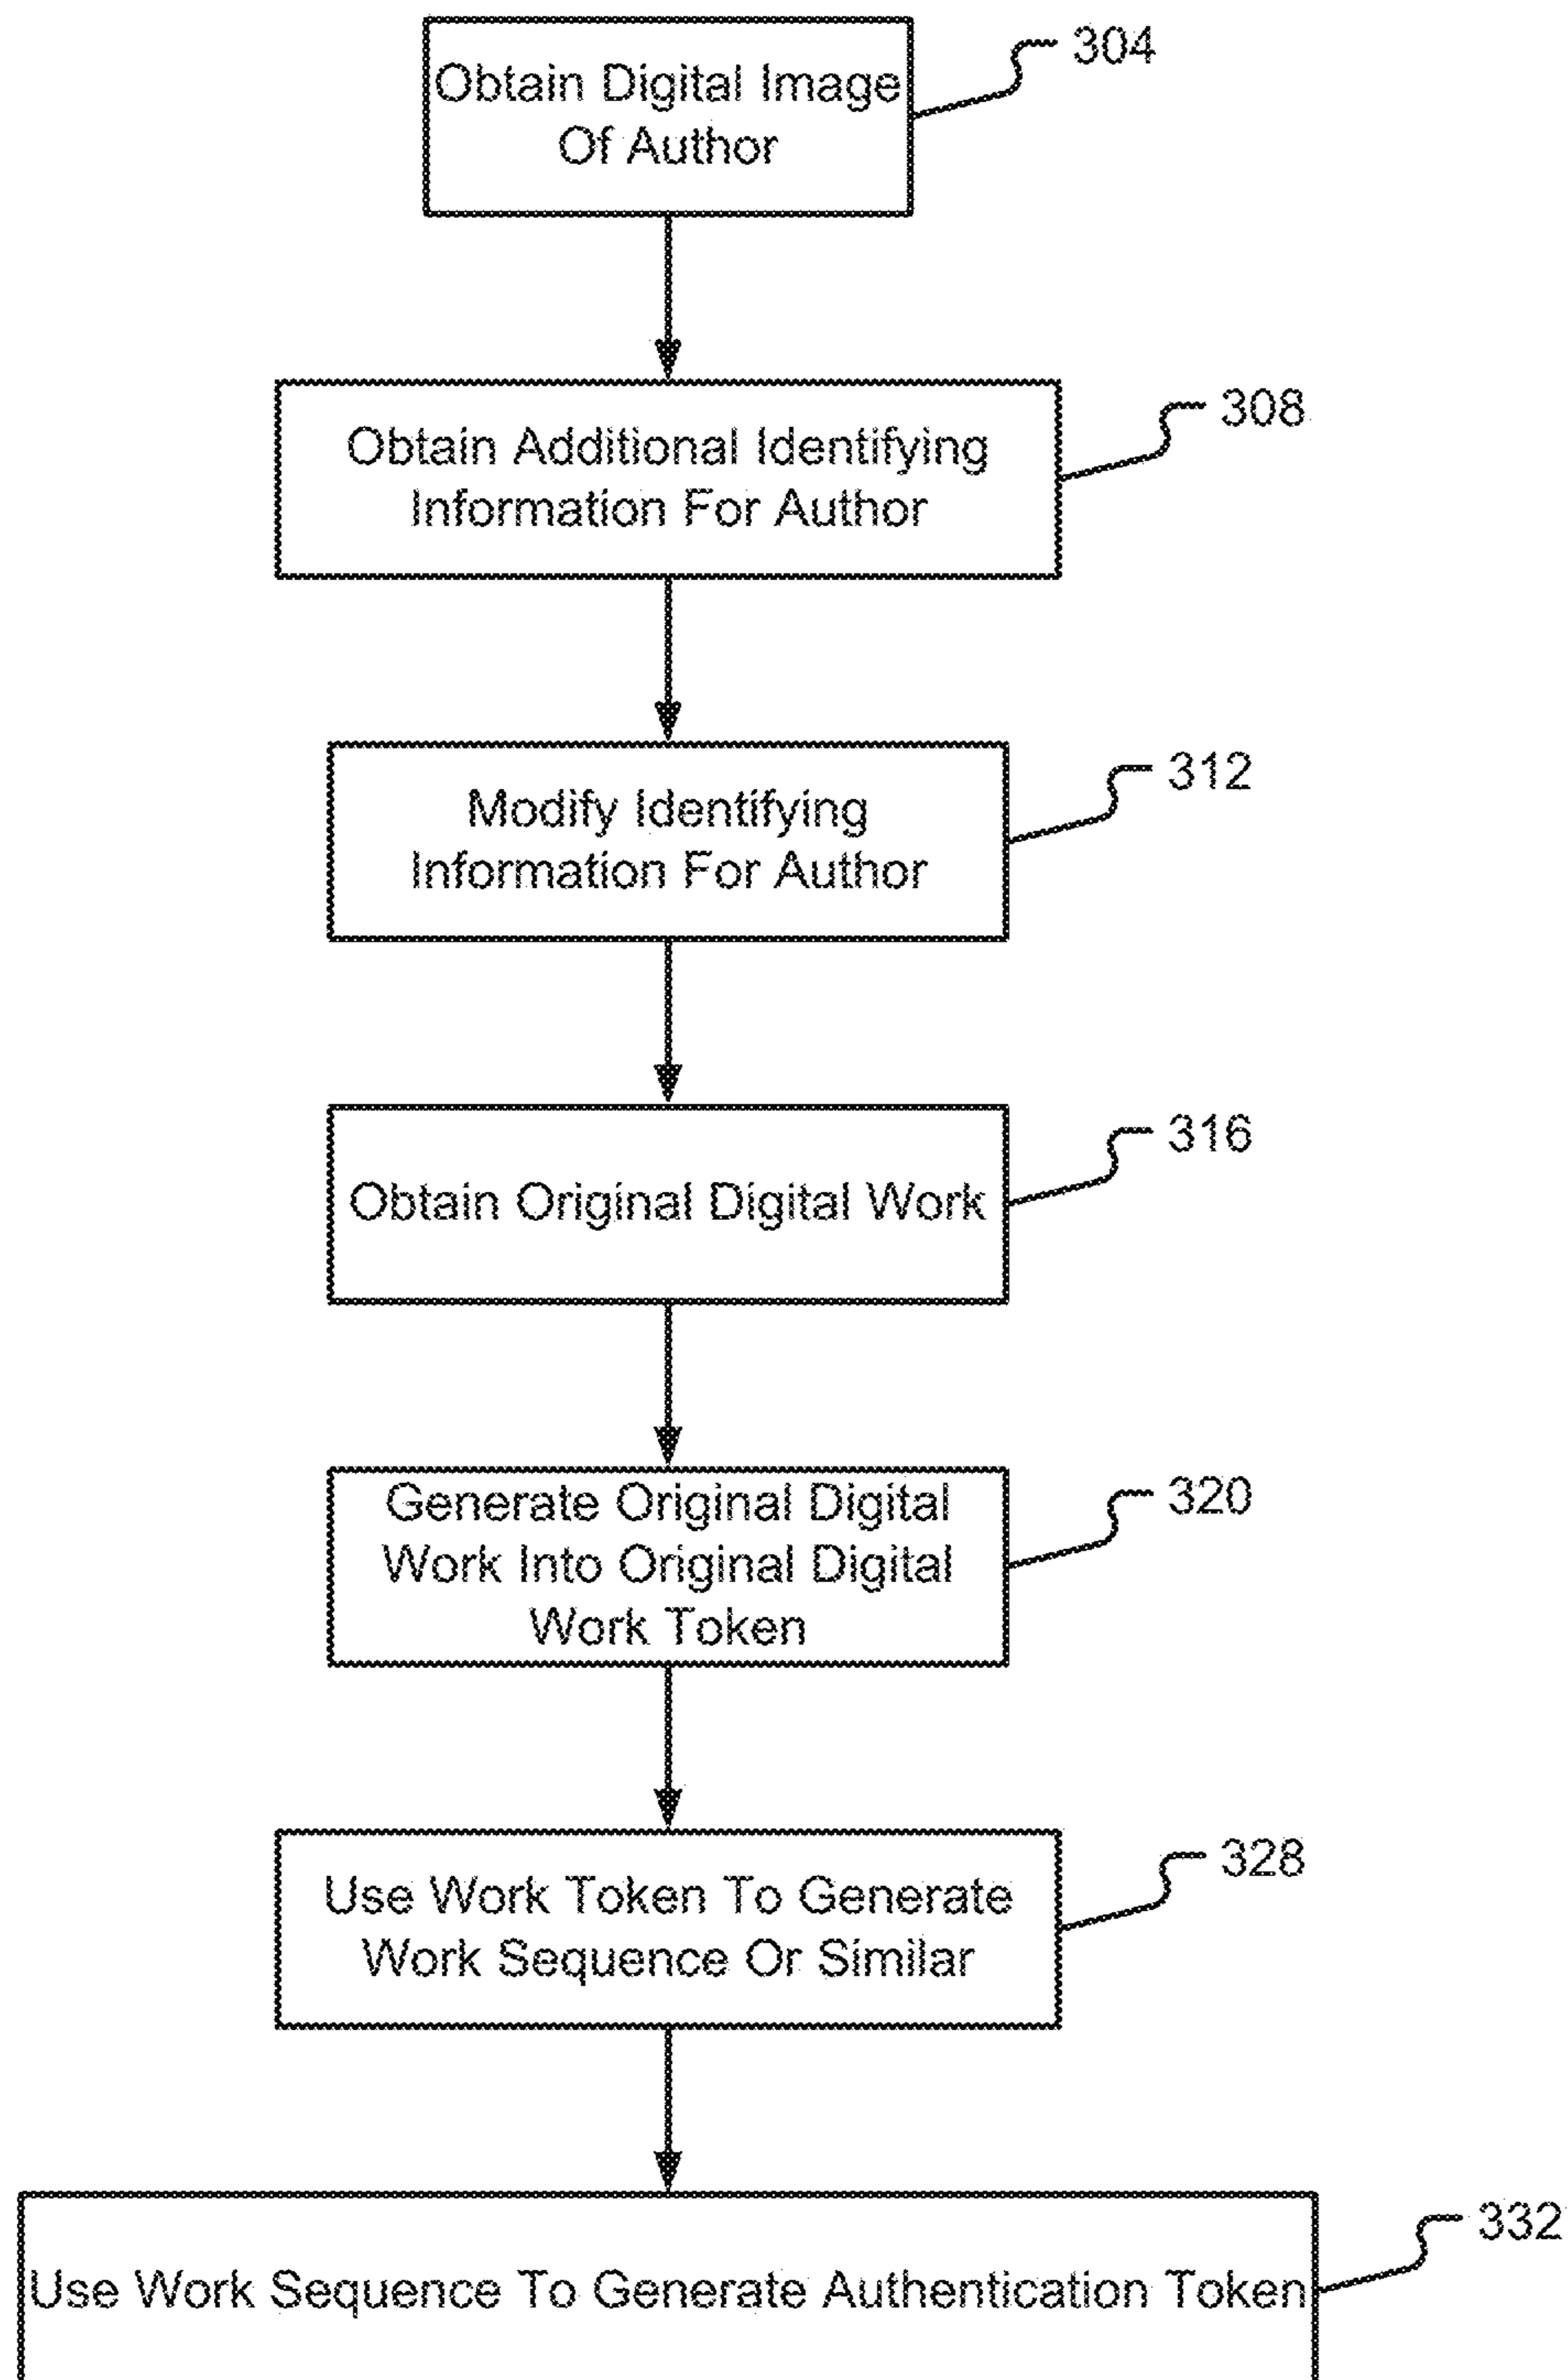 Obtain Digital Image
Of Author
304
Obtain Additional Identifying
Information For Author
308
Modify Identifying
Information For Author
312
Obtain Original Digital Work
316
Generate Original Digital
Work Into Original Digital
Work Token
320
Use Work Token To Generate
Work Sequence Or Similar
328
Use Work Sequence To Generate Authentication Token
332